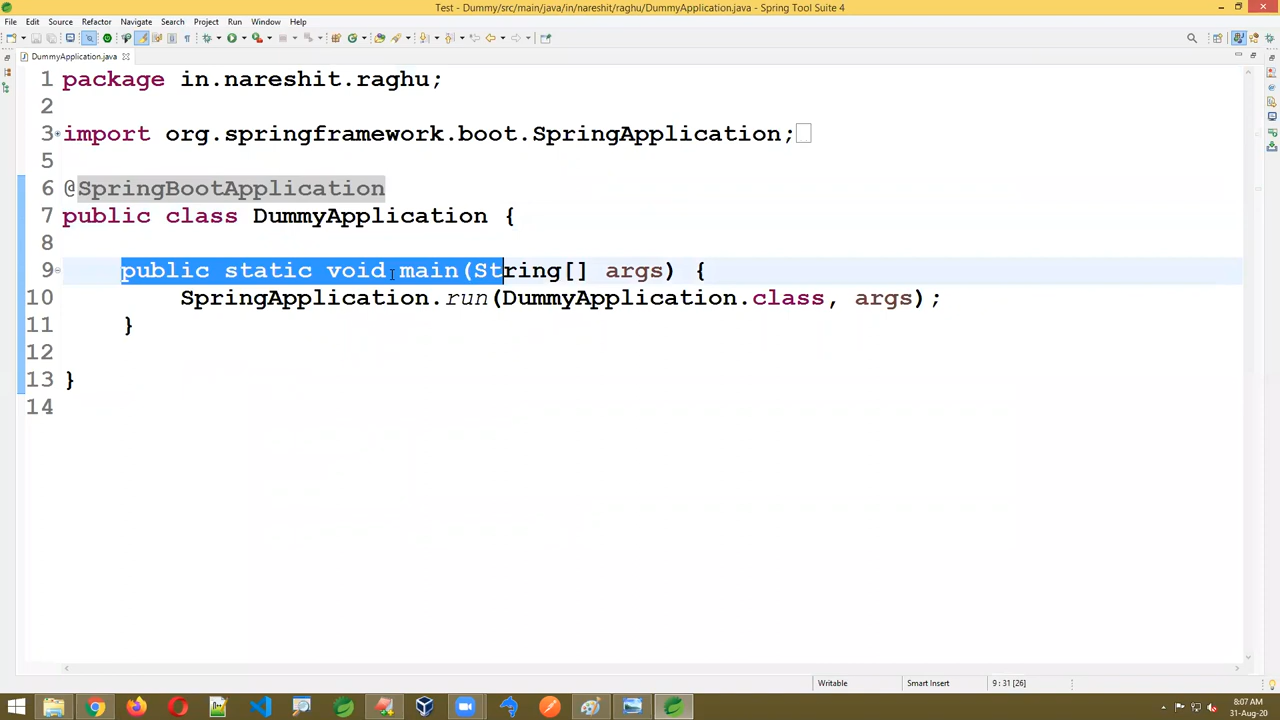 Test - Dummy/src/main/java/in/nareshit/raghu/DummyApplication.java - Spring Tool Suite 4
File Edit Source Refactor Navigate Search Project Run Window Help
DummyApplication.java
1 package in.nareshit.raghu;
2
3 import org.springframework.boot.SpringApplication;
5
6 @SpringBootApplication
7 public class DummyApplication {
8
9 public static void main(String[] args) {
10 SpringApplication.run(DummyApplication.class, args);
11 }
12
13 }
14
Writable Smart Insert 9 : 31 [26]
8:07 AM
31-Aug-20